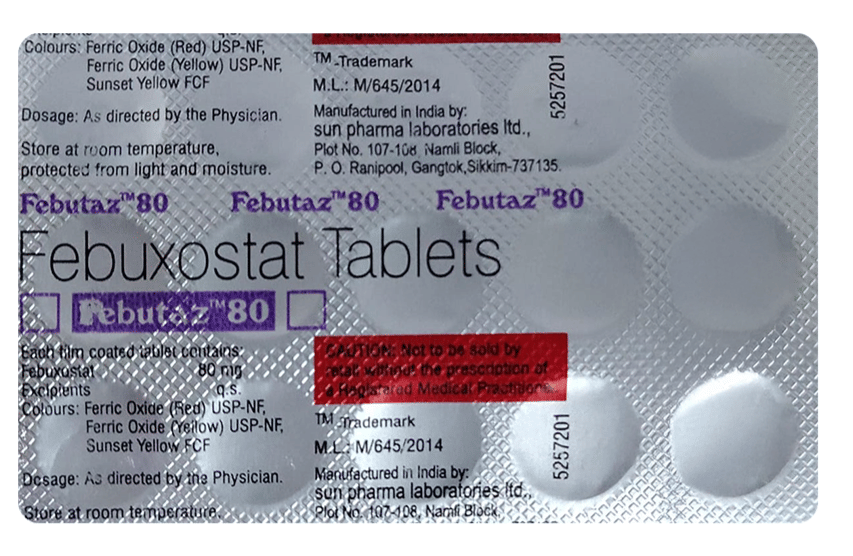 Excipients q.s.
Colours: Ferric Oxide (Red) USP-NF,
Ferric Oxide (Yellow) USP-NF,
Sunset Yellow FCF
Dosage: As directed by the Physician.
Store at room temperature,
protected from light and moisture.
a Registered Medical
TM-Trademark
M.L.: M/645/2014
Manufactured in India by:
sun pharma laboratories ltd.,
Plot No. 107-108, Namli Block,
P. O. Ranipool, Gangtok,Sikkim-737135.
5257201
Febutaz™80 Febutaz™80 Febutaz™80
Febuxostat Tablets
Febutaz™80
Each film coated tablet contains:
Febuxostat 80 mg
Excipients q.s.
Colours: Ferric Oxide (Red) USP-NF,
Ferric Oxide (Yellow) USP-NF,
Sunset Yellow FCF
Dosage: As directed by the Physician.
Store at room temperature,
CAUTION: Not to be sold by
retail without the prescription of
a Registered Medical Practitione
TM-Trademark
M.L.: M/645/2014
Manufactured in India by:
sun pharma laboratories ltd.,
Plot No. 107-108, Namli Block,
5257201